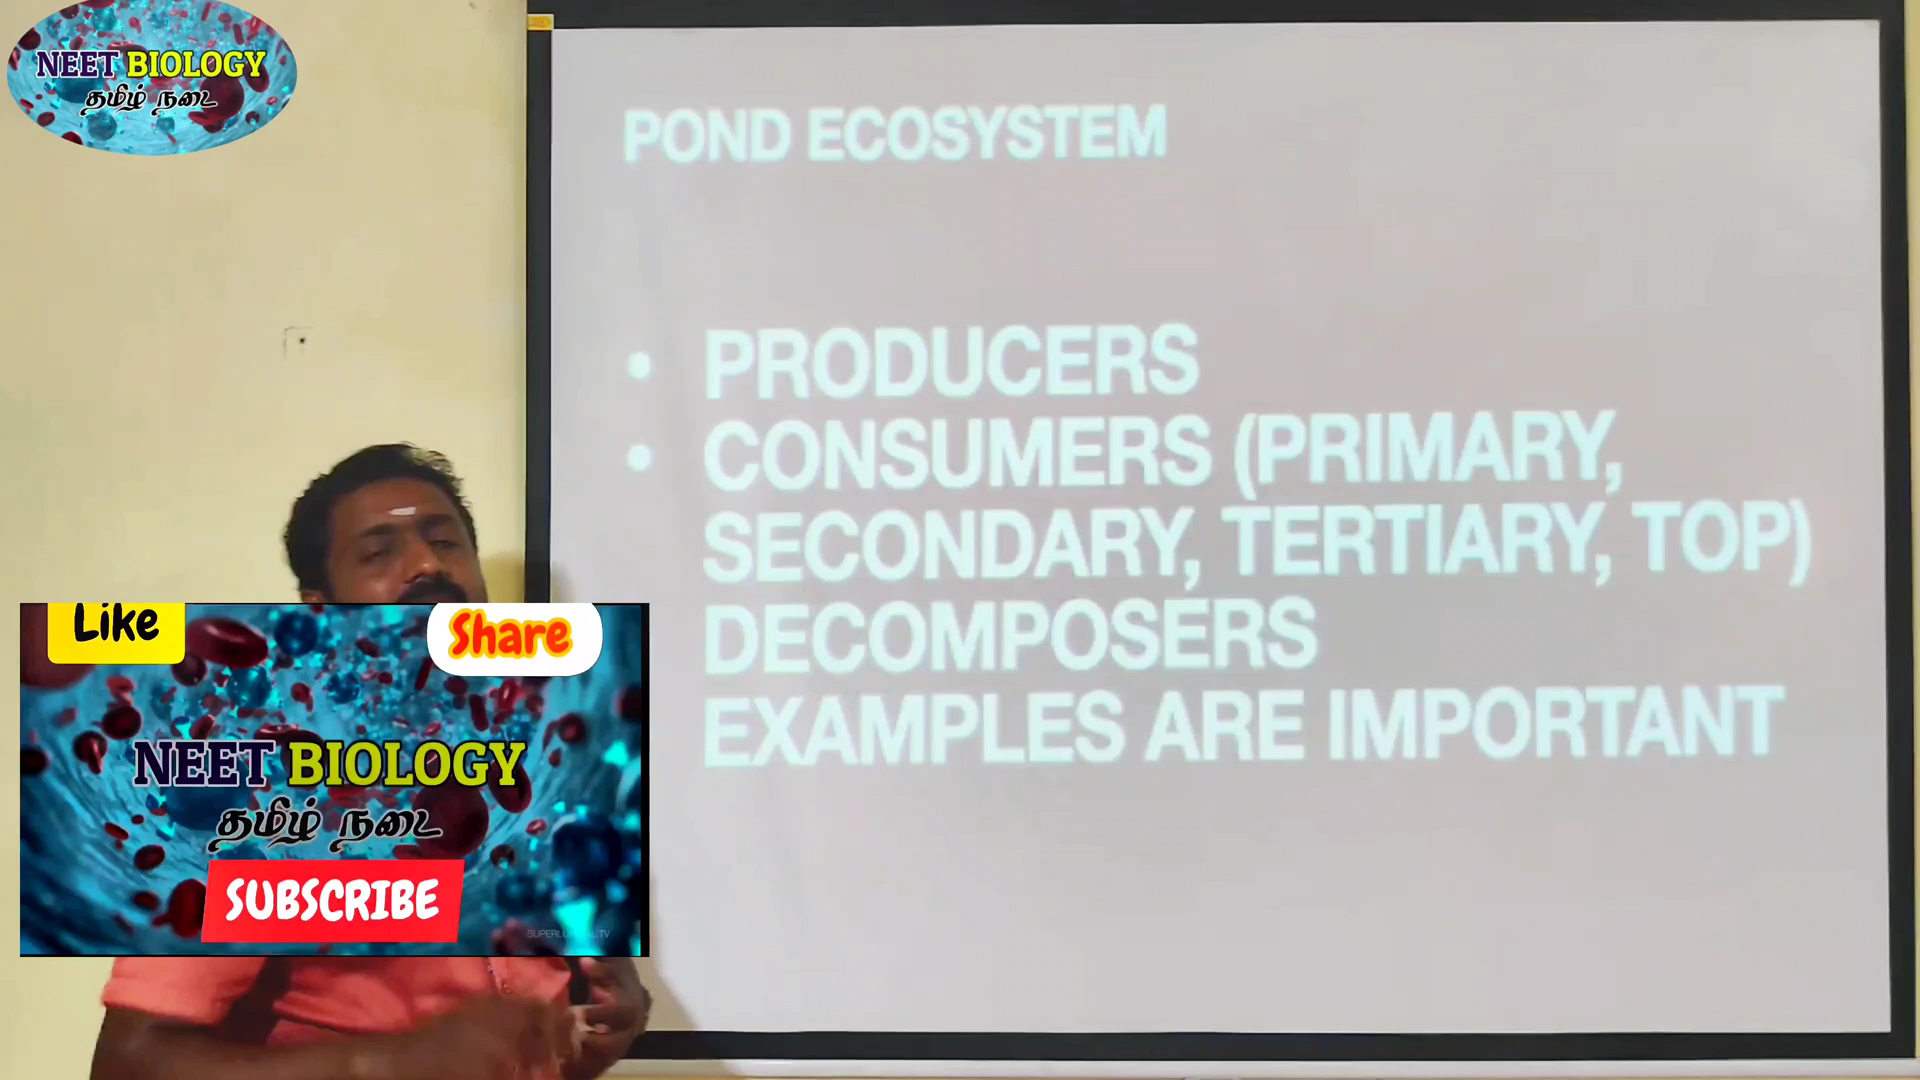 NEET BIOLOGY
தமிழ் நடை
POND ECOSYSTEM
• PRODUCERS
• CONSUMERS (PRIMARY,
SECONDARY, TERTIARY, TOP)
DECOMPOSERS
EXAMPLES ARE IMPORTANT
Like
Share
NEET BIOLOGY
தமிழ் நடை
SUBSCRIBE